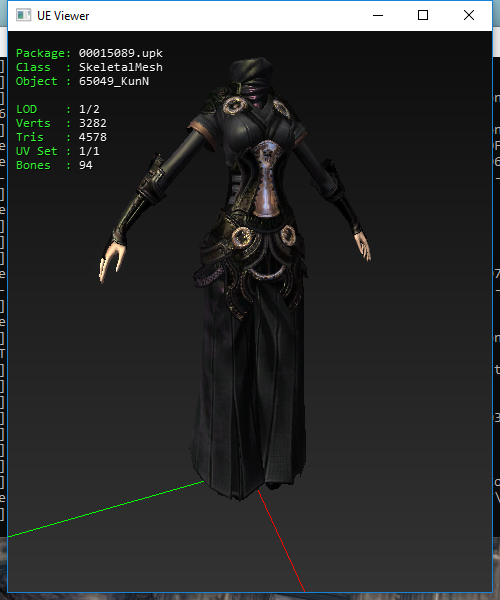 UE Viewer
Package: 00015089.upk
Class  : SkeletalMesh
Object : 65049_KunN
LOD    : 1/2
Verts  : 3282
Tris   : 4578
UV Set : 1/1
Bones  : 94